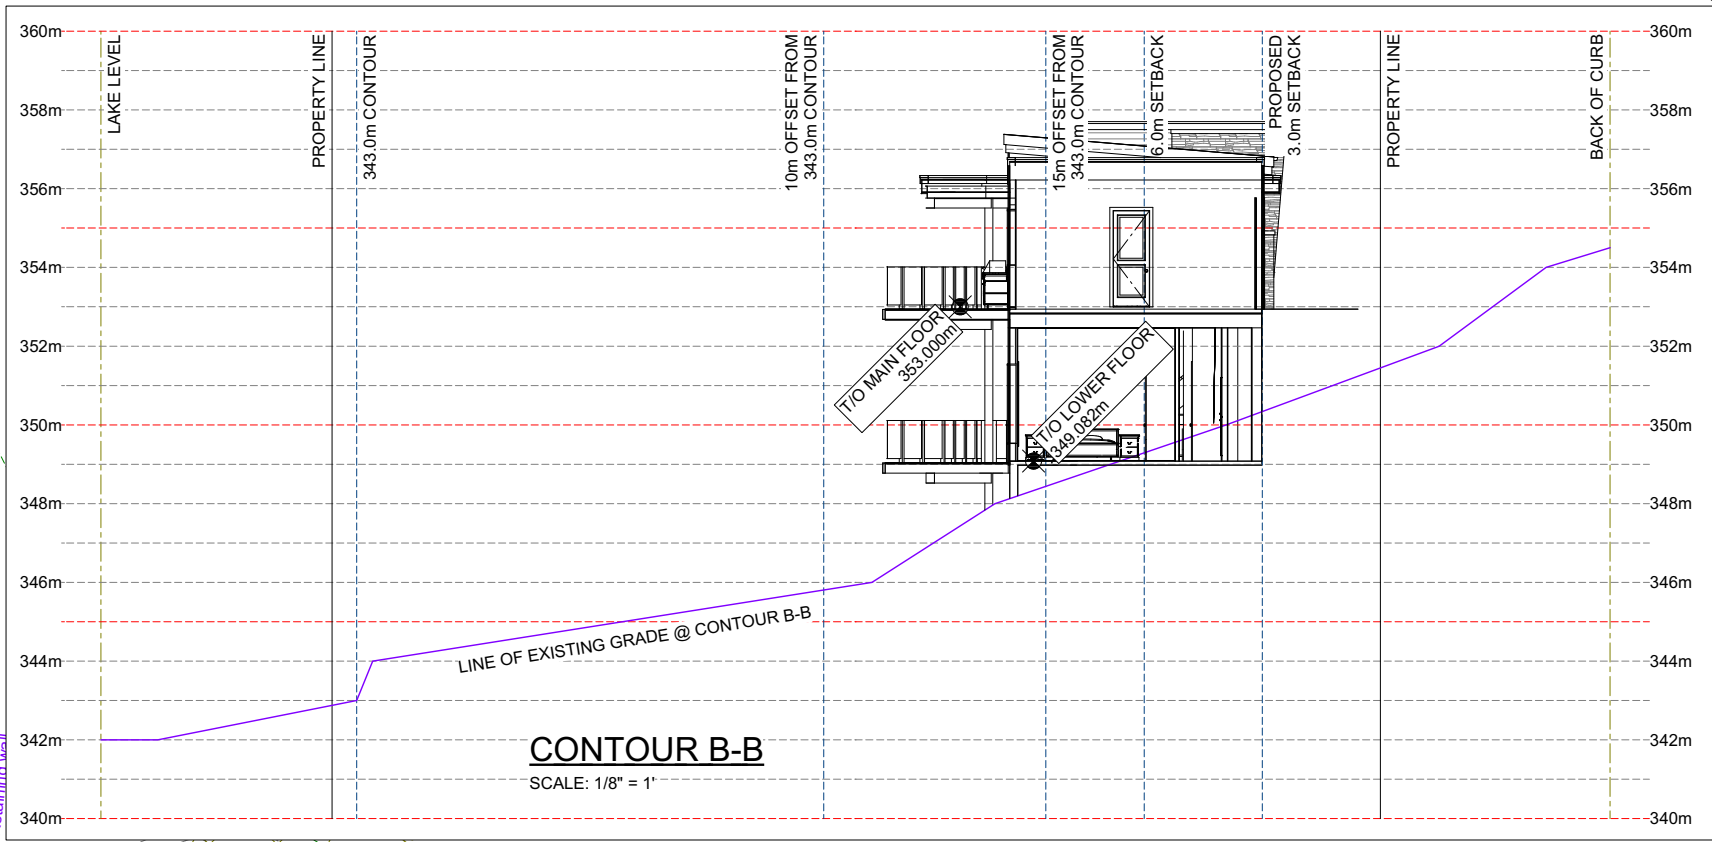 360m
358m
356m
354m
352m
350m
348m
346m
344m
342m
340m
LAKE LEVEL
PROPERTY LINE
343.0m CONTOUR
10m OFFSET FROM
343.0m CONTOUR
15m OFFSET FROM
343.0m CONTOUR
6.0m SETBACK
PROPOSED
3.0m SETBACK
PROPERTY LINE
BACK OF CURB
360m
358m
356m
354m
352m
350m
348m
346m
344m
342m
340m
T/O MAIN FLOOR
353.000m
T/O LOWER FLOOR
349.082m
LINE OF EXISTING GRADE @ CONTOUR B-B
CONTOUR B-B
SCALE: 1/8" = 1'
wall